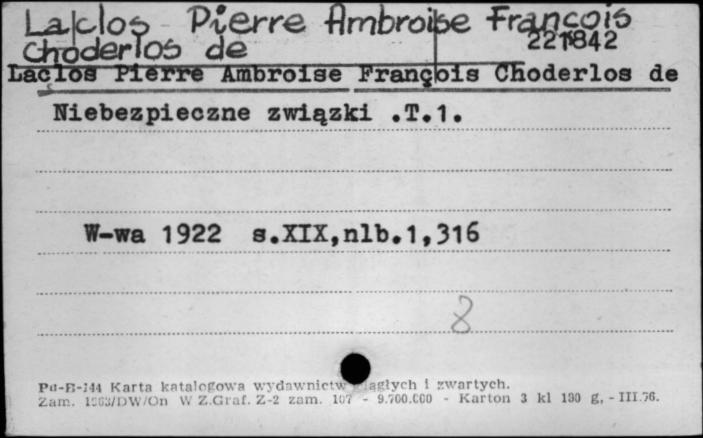 Laclos Pierre Ambroise François
Choderlos de 221842
Laclos Pierre Ambroise François Choderlos de
Niebezpieczne związki .T.1.
W-wa 1922 s.XIX,nlb.1,316
8
Pu-B-144 Karta katalogowa wydawnictw ciągłych i zwartych.
Zam. 1563/DW/On W Z.Graf. Z-2 zam. 107 - 9.700.000 - Karton 3 kl 190 g, - III.76.